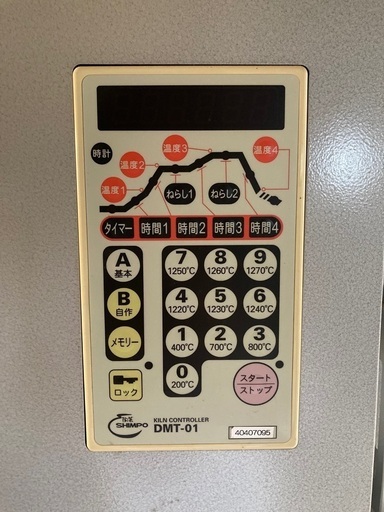 時計
温度1
温度2
温度3
温度4
ねらし1
ねらし2
タイマー 時間1 時間2 時間3 時間4
A 基本
B 自作
メモリー
ロック
7 1250℃
8 1260℃
9 1270℃
4 1220℃
5 1230℃
6 1240℃
1 400℃
2 700℃
3 800℃
0 200℃
スタート
ストップ
SHIMPO
KILN CONTROLLER
DMT-01
40407095